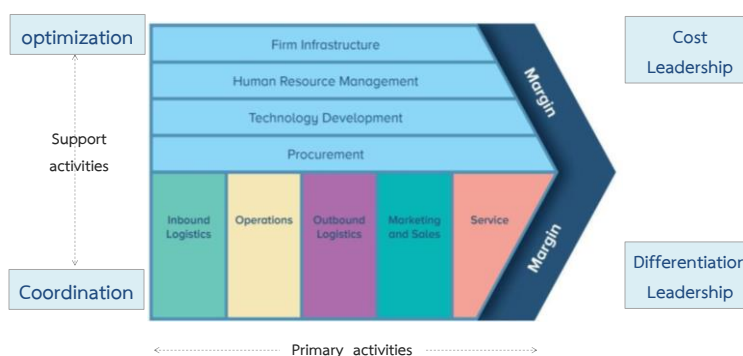 optimization
Support
activities
Coordination
Firm Infrastructure
Human Resource Management
Technology Development
Procurement
Inbound
Logistics
Operations
Outbound
Logistics
Marketing
and Sales
Service
Margin
Margin
Primary activities
Cost
Leadership
Differentiation
Leadership